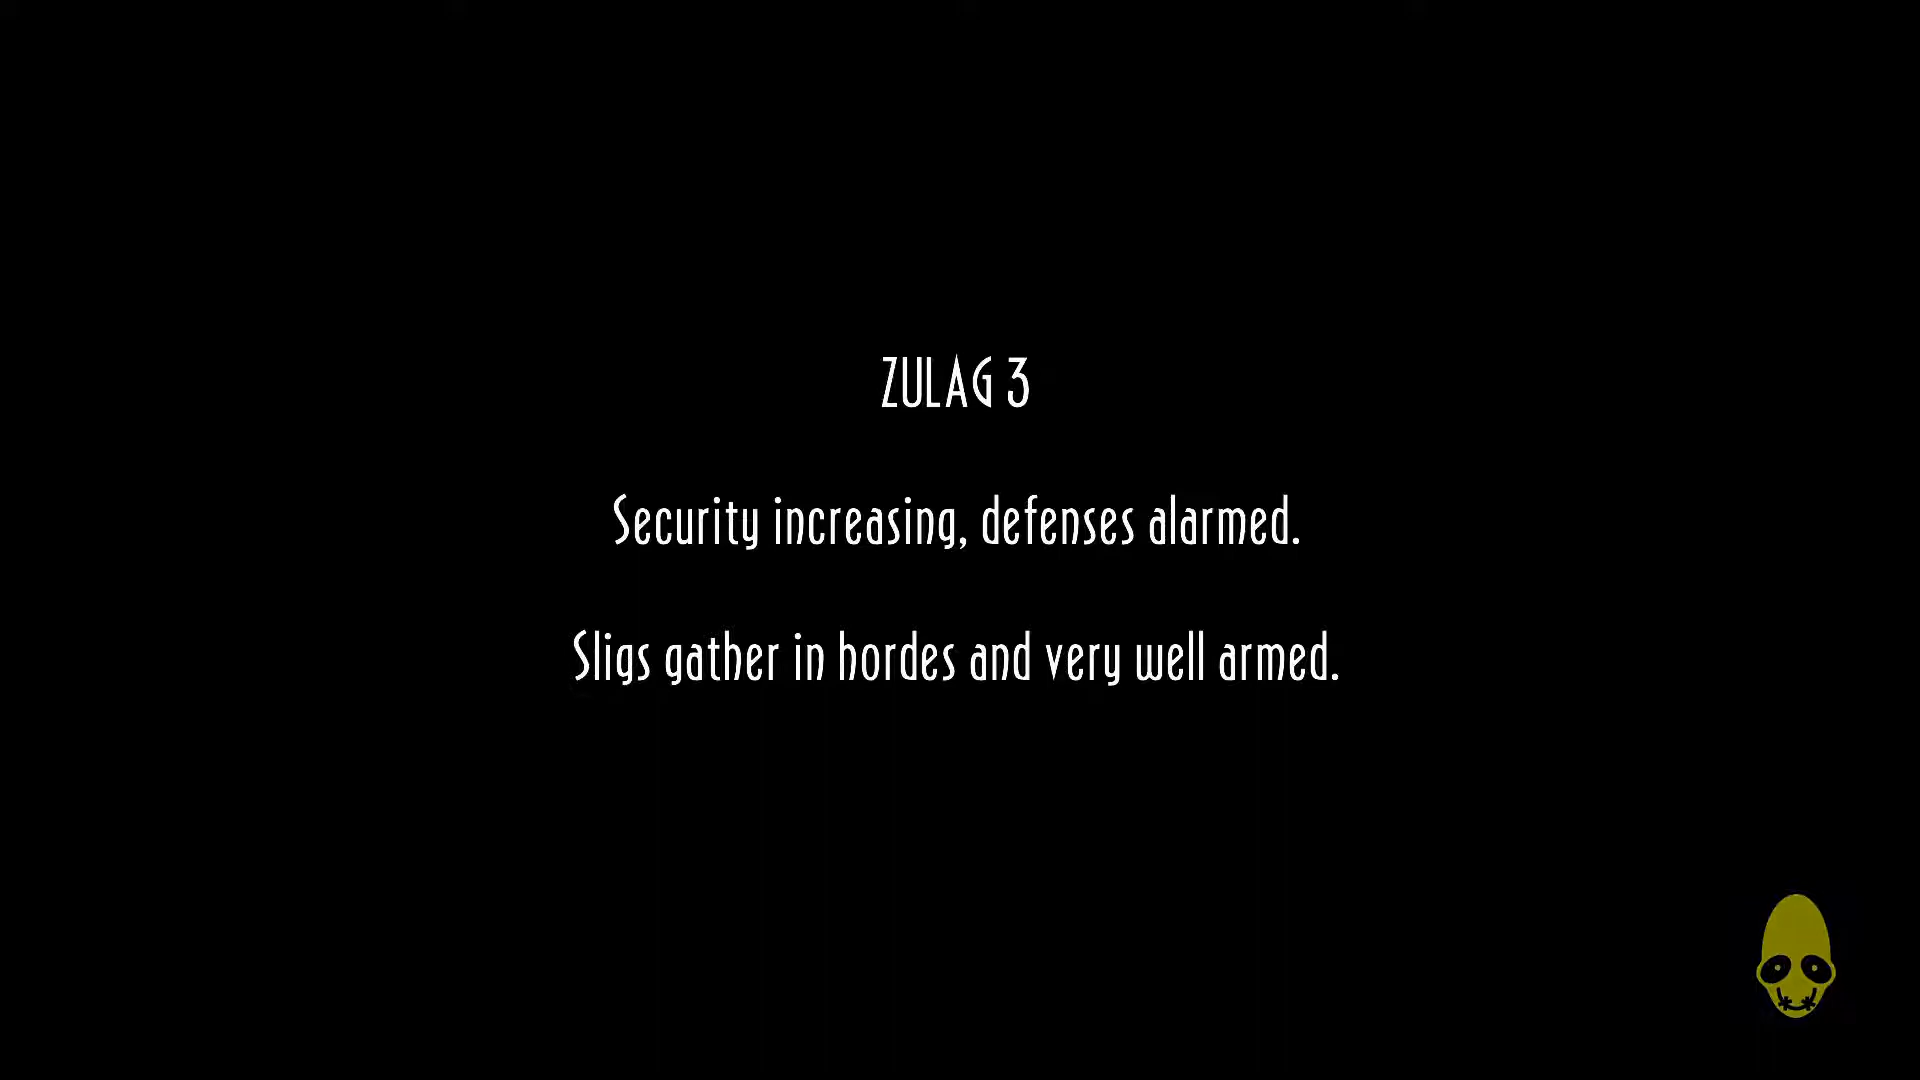 ZULAG 3
Security increasing, defenses alarmed.
Sligs gather in hordes and very well armed.